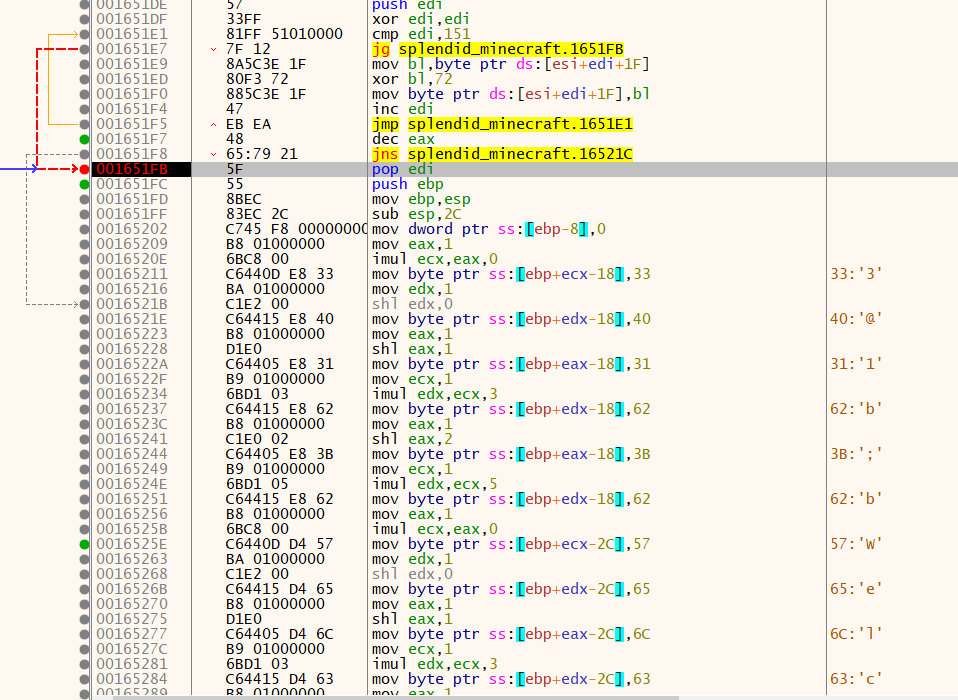 001651DE 57 push edi
001651DF 33FF xor edi,edi
001651E1 81FF 51010000 cmp edi,151
001651E7 7F 12 jg splendid_minecraft.1651FB
001651E9 8A5C3E 1F mov bl,byte ptr ds:[esi+edi+1F]
001651ED 80F3 72 xor bl,72
001651F0 885C3E 1F mov byte ptr ds:[esi+edi+1F],bl
001651F4 47 inc edi
001651F5 EB EA jmp splendid_minecraft.1651E1
001651F7 48 dec eax
001651F8 65:79 21 jns splendid_minecraft.16521C
001651FB 5F pop edi
001651FC 55 push ebp
001651FD 8BEC mov ebp,esp
001651FF 83EC 2C sub esp,2C
00165202 C745 F8 00000000 mov dword ptr ss:[ebp-8],0
00165209 B8 01000000 mov eax,1
0016520E 6BC8 00 imul ecx,eax,0
00165211 C6440D E8 33 mov byte ptr ss:[ebp+ecx-18],33 33:'3'
00165216 BA 01000000 mov edx,1
0016521B C1E2 00 shl edx,0
0016521E C64415 E8 40 mov byte ptr ss:[ebp+edx-18],40 40:'@'
00165223 B8 01000000 mov eax,1
00165228 D1E0 shl eax,1
0016522A C64405 E8 31 mov byte ptr ss:[ebp+eax-18],31 31:'1'
0016522F B9 01000000 mov ecx,1
00165234 6BD1 03 imul edx,ecx,3
00165237 C64415 E8 62 mov byte ptr ss:[ebp+edx-18],62 62:'b'
0016523C B8 01000000 mov eax,1
00165241 C1E0 02 shl eax,2
00165244 C64405 E8 3B mov byte ptr ss:[ebp+eax-18],3B 3B:';'
00165249 B9 01000000 mov ecx,1
0016524E 6BD1 05 imul edx,ecx,5
00165251 C64415 E8 62 mov byte ptr ss:[ebp+edx-18],62 62:'b'
00165256 B8 01000000 mov eax,1
0016525B 6BC8 00 imul ecx,eax,0
0016525E C6440D D4 57 mov byte ptr ss:[ebp+ecx-2C],57 57:'W'
00165263 BA 01000000 mov edx,1
00165268 C1E2 00 shl edx,0
0016526B C64415 D4 65 mov byte ptr ss:[ebp+edx-2C],65 65:'e'
00165270 B8 01000000 mov eax,1
00165275 D1E0 shl eax,1
00165277 C64405 D4 6C mov byte ptr ss:[ebp+eax-2C],6C 6C:'l'
0016527C B9 01000000 mov ecx,1
00165281 6BD1 03 imul edx,ecx,3
00165284 C64415 D4 63 mov byte ptr ss:[ebp+edx-2C],63 63:'c'
00165289 B8 01000000 mov eax,1